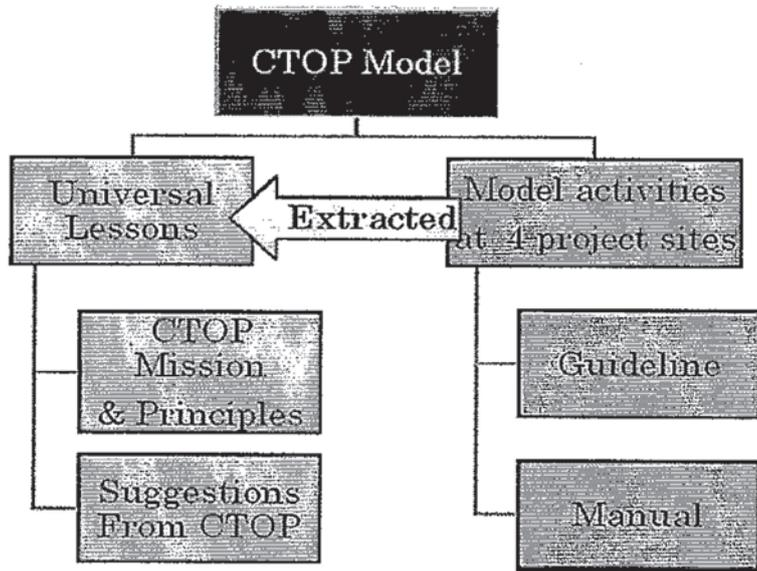 CTOP Model
Universal
Lessons
Extracted
Model activities
at 4 project sites
CTOP
Mission
& Principles
Suggestions
From CTOP
Guideline
Manual